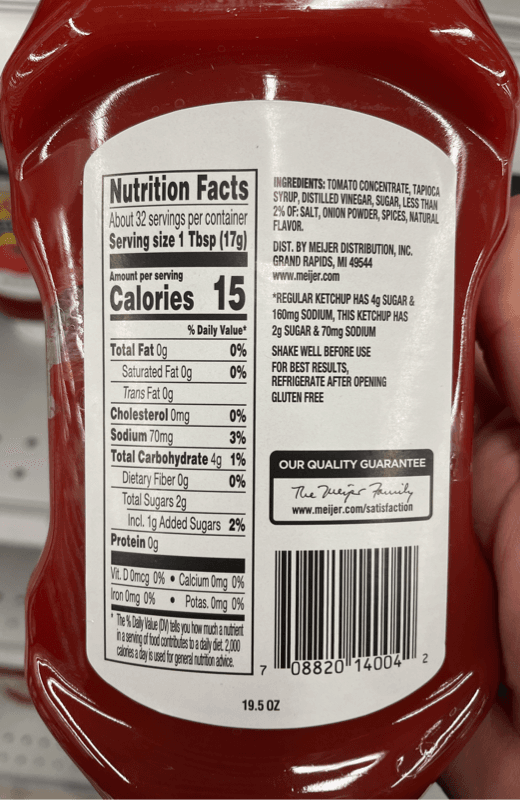 Nutrition Facts
About 32 servings per container
Serving size 1 Tbsp (17g)
Amount per serving
Calories 15
% Daily Value*
Total Fat 0g 0%
Saturated Fat 0g 0%
Trans Fat 0g
Cholesterol 0mg 0%
Sodium 70mg 3%
Total Carbohydrate 4g 1%
Dietary Fiber 0g 0%
Total Sugars 2g
Incl. 1g Added Sugars 2%
Protein 0g
Vit. D 0mcg 0% • Calcium 0mg 0%
Iron 0mg 0% • Potas. 0mg 0%
* The % Daily Value (DV) tells you how much a nutrient
in a serving of food contributes to a daily diet. 2,000
calories a day is used for general nutrition advice.
INGREDIENTS: TOMATO CONCENTRATE, TAPIOCA
SYRUP, DISTILLED VINEGAR, SUGAR, LESS THAN
2% OF: SALT, ONION POWDER, SPICES, NATURAL
FLAVOR.
DIST. BY MEIJER DISTRIBUTION, INC.
GRAND RAPIDS, MI 49544
www.meijer.com
*REGULAR KETCHUP HAS 4g SUGAR &
160mg SODIUM, THIS KETCHUP HAS
2g SUGAR & 70mg SODIUM
SHAKE WELL BEFORE USE
FOR BEST RESULTS,
REFRIGERATE AFTER OPENING
GLUTEN FREE
OUR QUALITY GUARANTEE
The Meijer Family
www.meijer.com/satisfaction
7 08820 14004 2
19.5 OZ